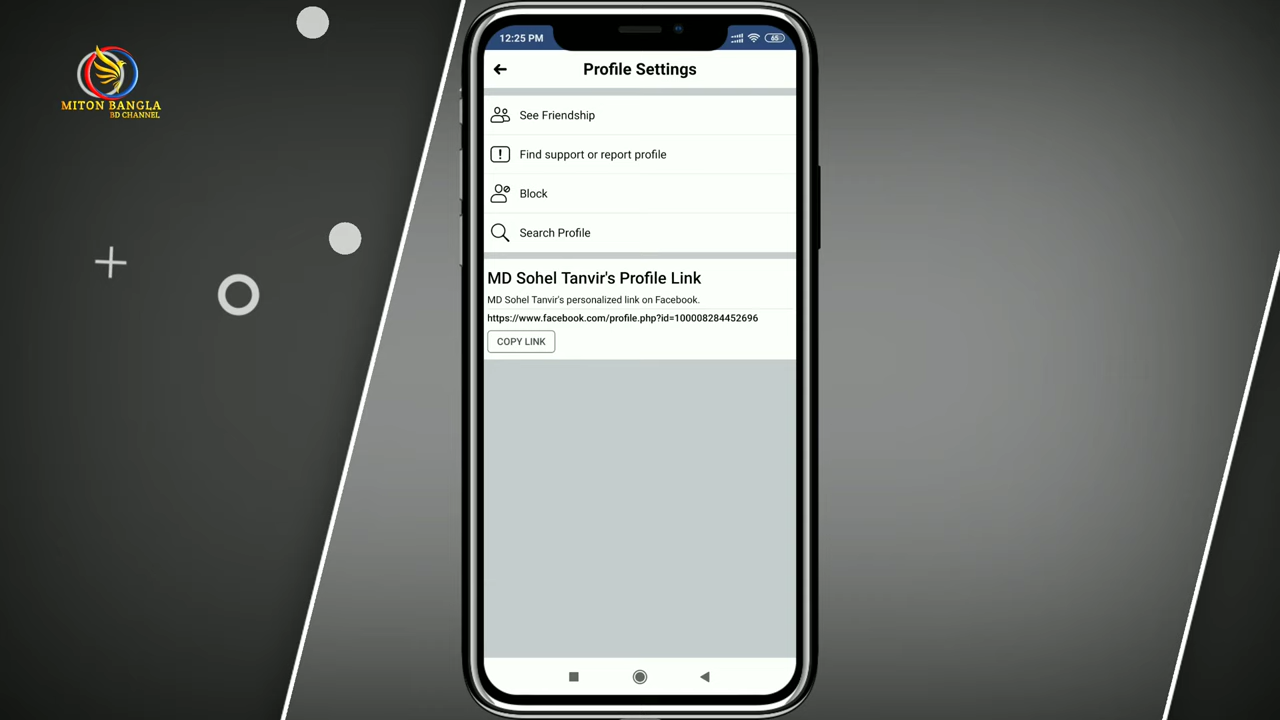 MITON BANGLA
BD CHANNEL
12:25 PM
65
Profile Settings
See Friendship
Find support or report profile
Block
Search Profile
MD Sohel Tanvir's Profile Link
MD Sohel Tanvir's personalized link on Facebook.
https://www.facebook.com/profile.php?id=100008284452696
COPY LINK